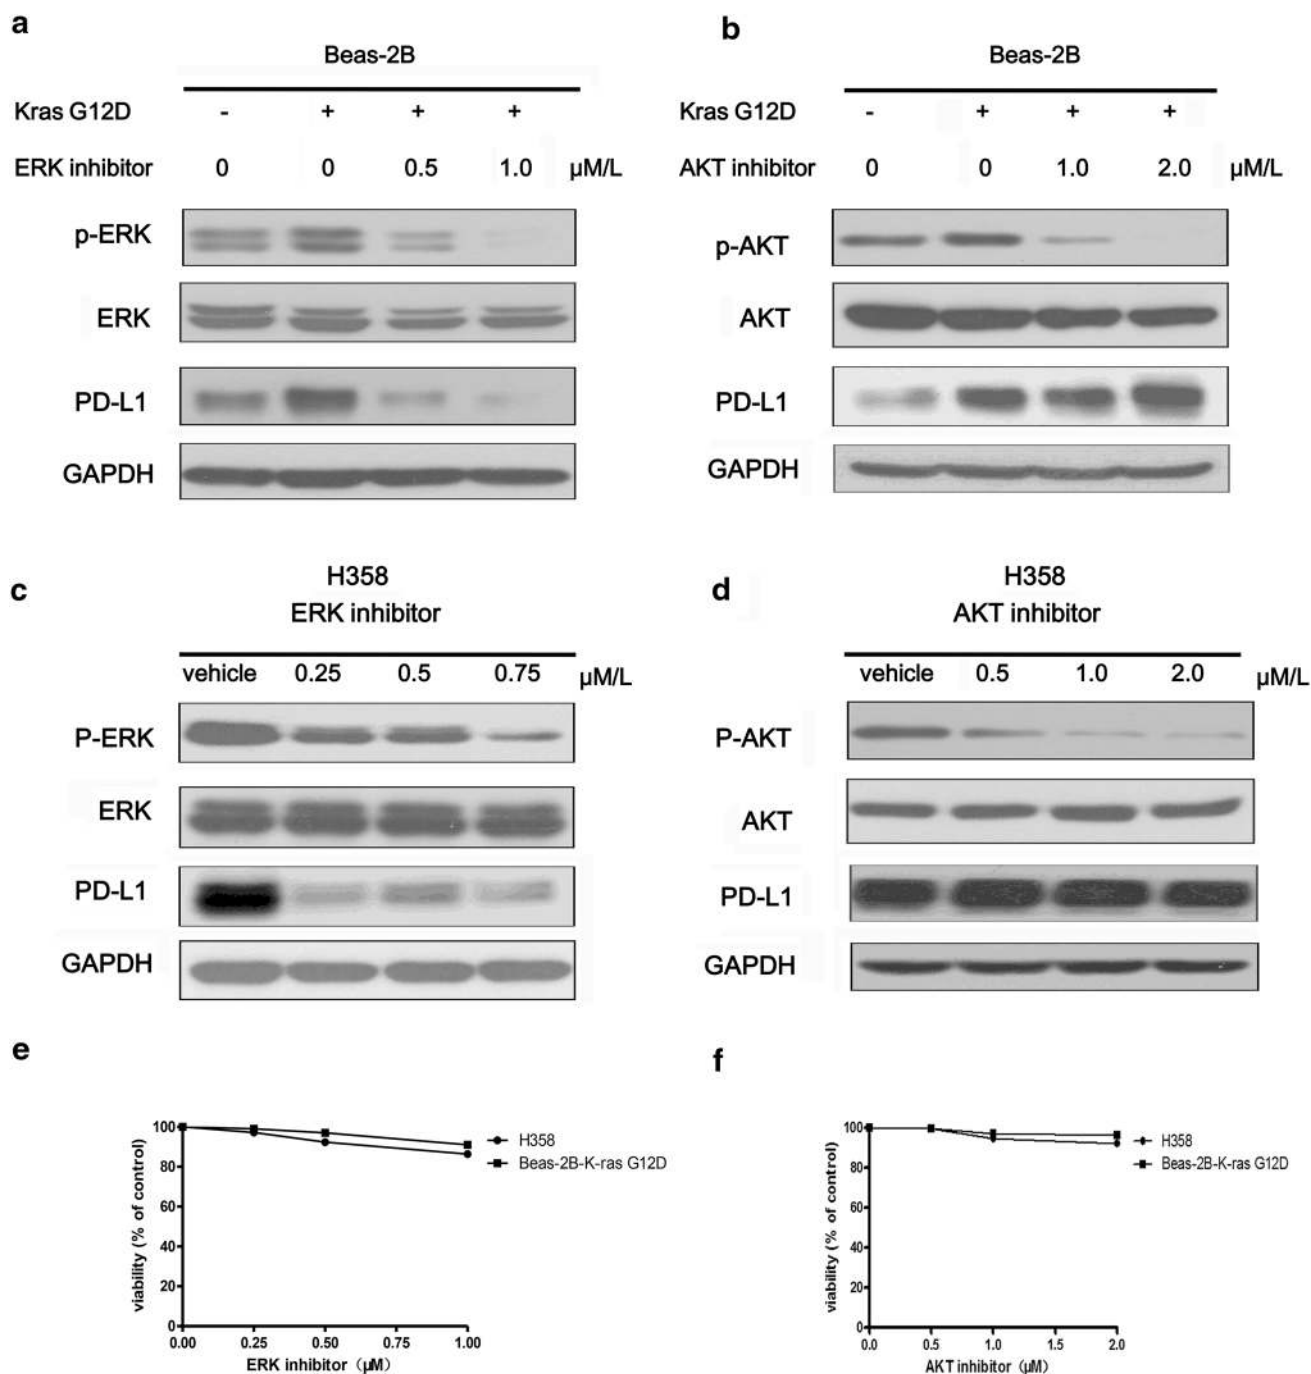 a
Beas-2B
Kras G12D - + + +
ERK inhibitor 0 0 0.5 1.0 µM/L
p-ERK
ERK
PD-L1
GAPDH
b
Beas-2B
Kras G12D - + + +
AKT inhibitor 0 0 1.0 2.0 µM/L
p-AKT
AKT
PD-L1
GAPDH
c
H358
ERK inhibitor
vehicle 0.25 0.5 0.75 µM/L
P-ERK
ERK
PD-L1
GAPDH
d
H358
AKT inhibitor
vehicle 0.5 1.0 2.0 µM/L
P-AKT
AKT
PD-L1
GAPDH
e
viability (% of control)
100
80
60
40
20
0
0.00 0.25 0.50 0.75 1.00
ERK inhibitor (µM)
H358
Beas-2B-K-ras G12D
f
viability (% of control)
100
80
60
40
20
0
0.0 0.5 1.0 1.5 2.0
AKT inhibitor (µM)
H358
Beas-2B-K-ras G12D